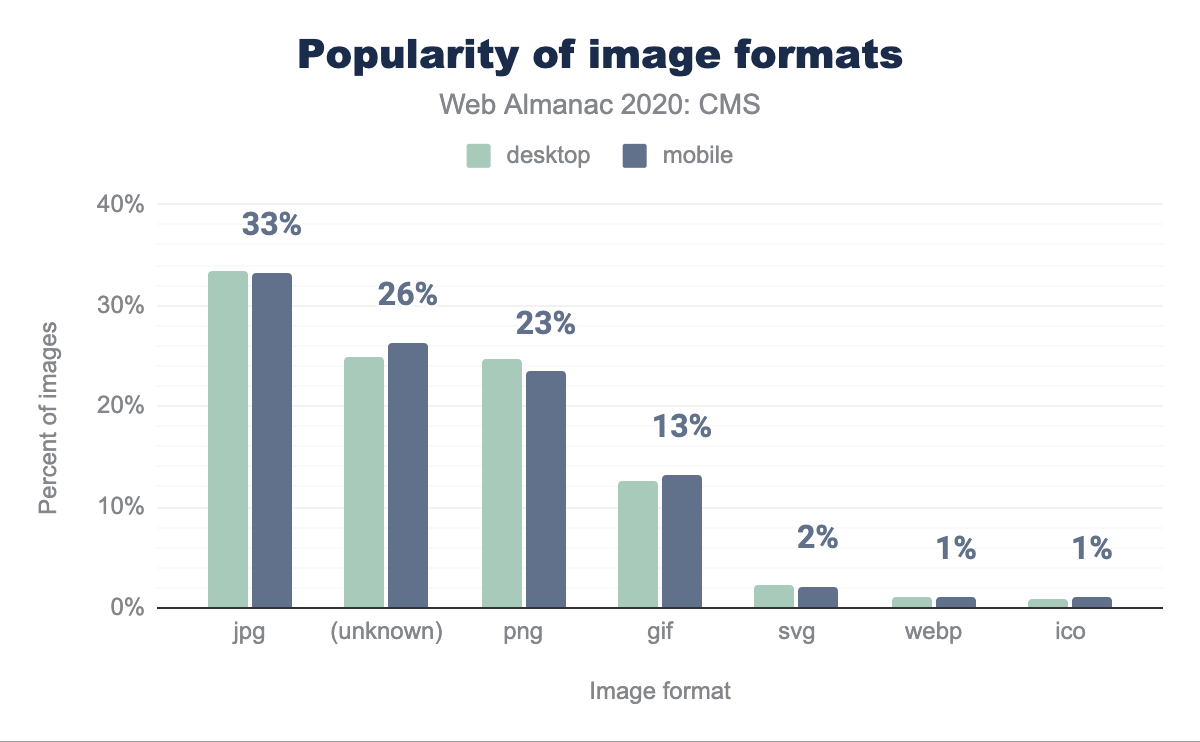 Popularity of image formats
Web Almanac 2020: CMS
desktop mobile
40%
30%
20%
10%
0%
Percent of images
33%
26%
23%
13%
2%
1%
1%
jpg (unknown) png gif svg webp ico
Image format